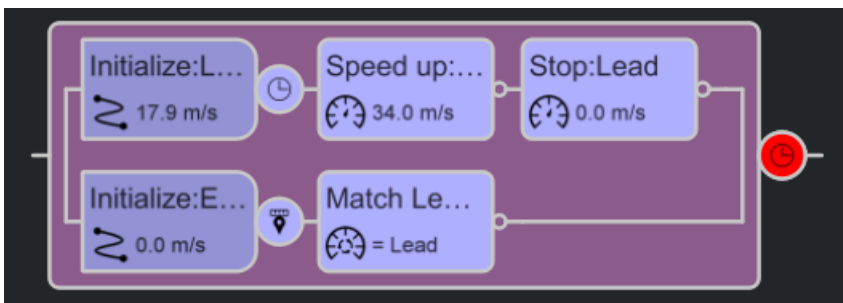 Initialize:L...
17.9 m/s
Speed up:...
34.0 m/s
Stop:Lead
0.0 m/s
Initialize:E...
0.0 m/s
Match Le...
= Lead